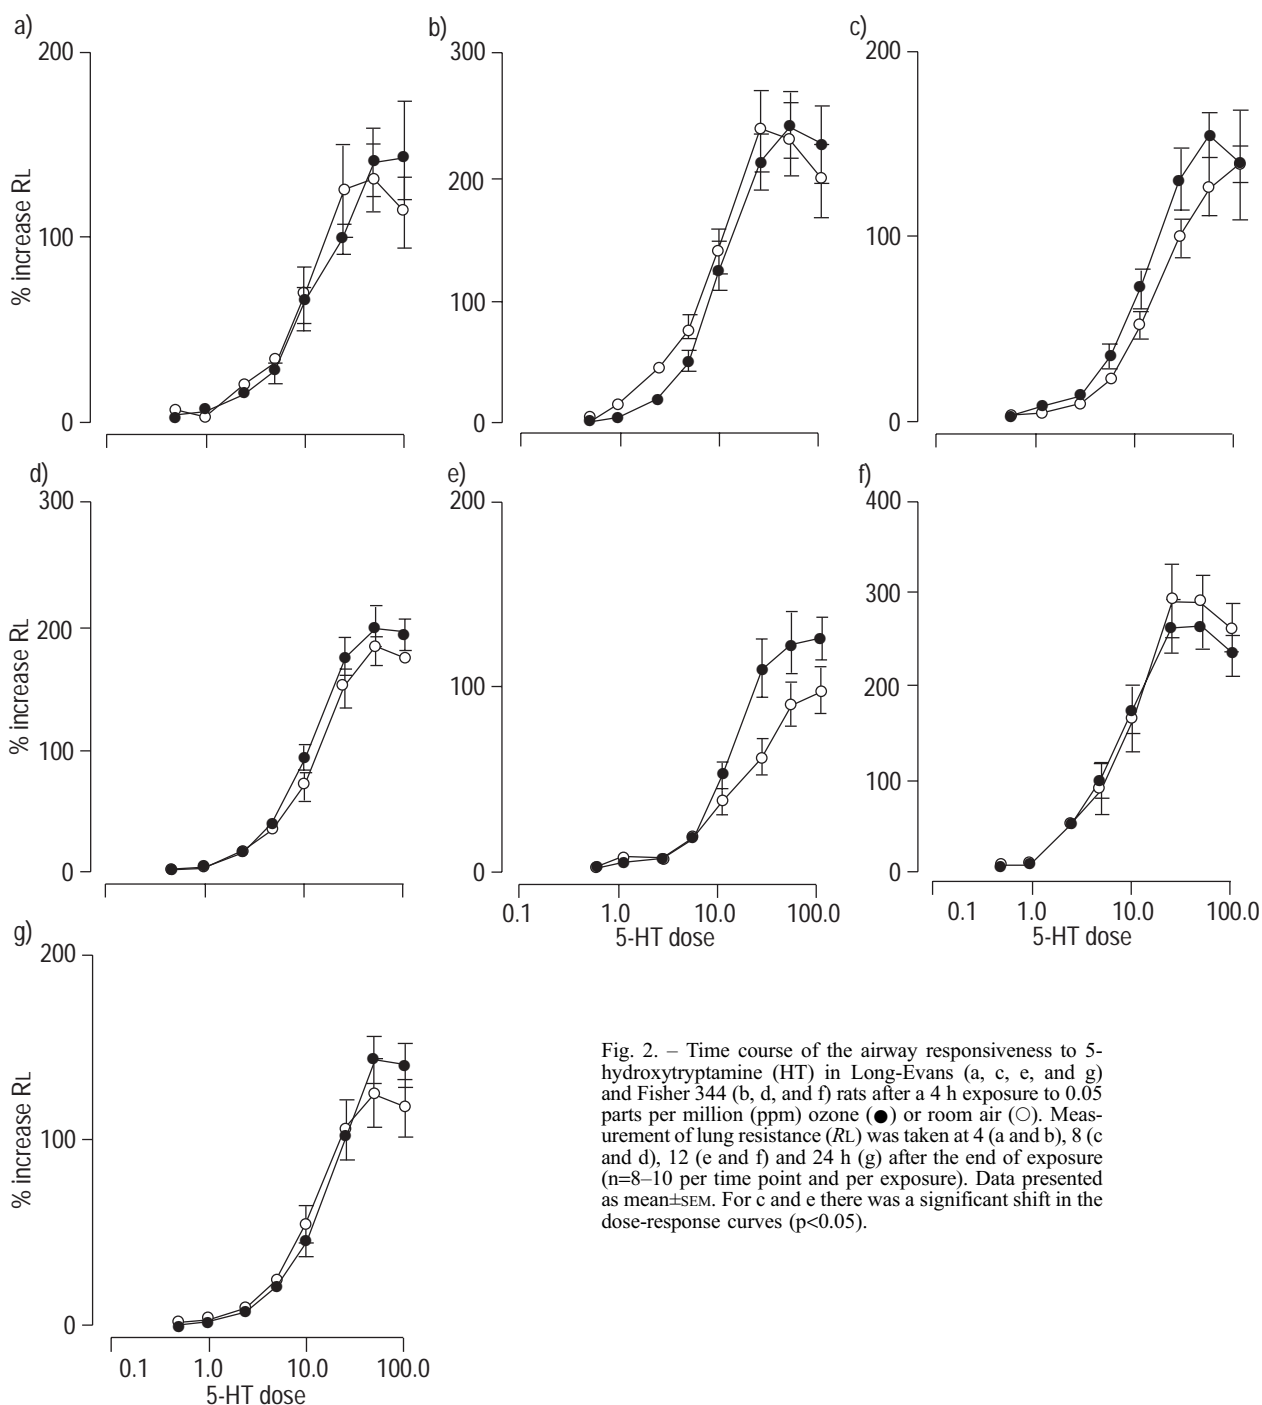 a)
200
100
0
% increase RL
b)
300
200
100
0
c)
200
100
0
d)
300
200
100
0
% increase RL
e)
200
100
0
0.1 1.0 10.0 100.0
5-HT dose
f)
400
300
200
100
0
0.1 1.0 10.0 100.0
5-HT dose
g)
200
100
0
% increase RL
0.1 1.0 10.0 100.0
5-HT dose
Fig. 2. – Time course of the airway responsiveness to 5-
hydroxytryptamine (HT) in Long-Evans (a, c, e, and g)
and Fisher 344 (b, d, and f) rats after a 4 h exposure to 0.05
parts per million (ppm) ozone (●) or room air (○). Meas-
urement of lung resistance (RL) was taken at 4 (a and b), 8 (c
and d), 12 (e and f) and 24 h (g) after the end of exposure
(n=8–10 per time point and per exposure). Data presented
as mean±SEM. For c and e there was a significant shift in the
dose-response curves (p<0.05).